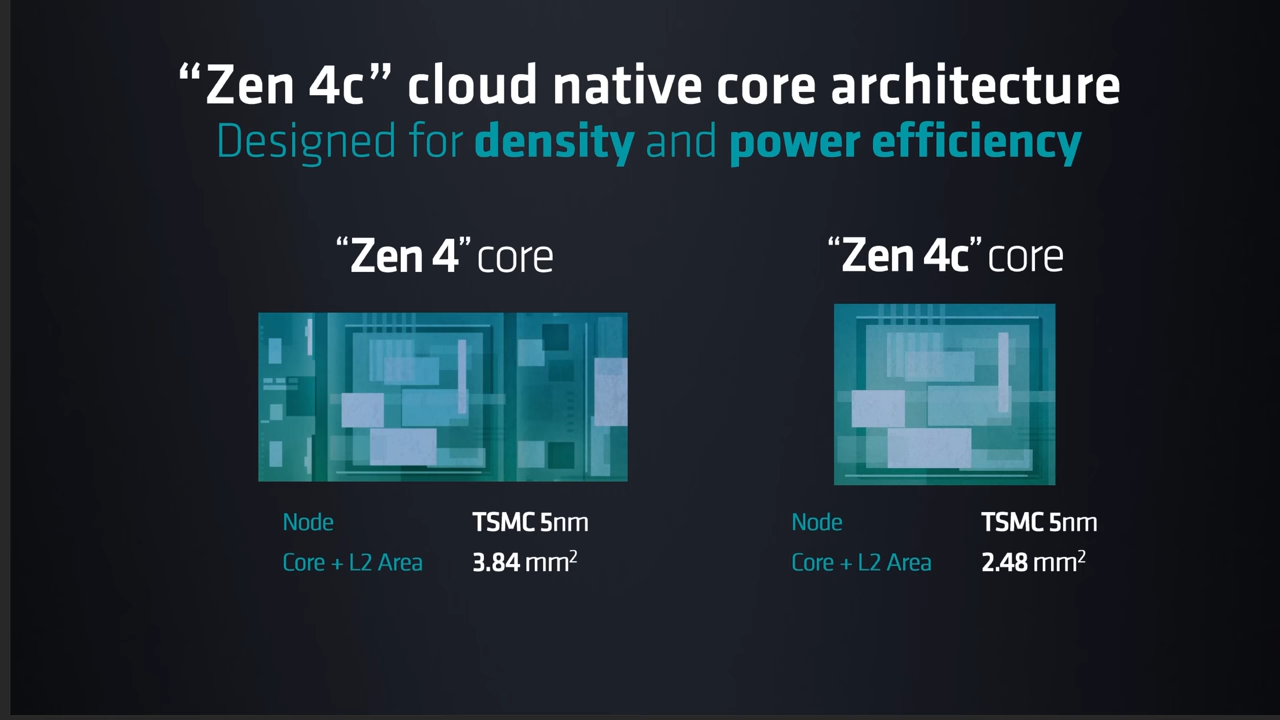 “Zen 4c” cloud native core architecture
Designed for density and power efficiency
“Zen 4” core
Node TSMC 5nm
Core + L2 Area 3.84 mm²
“Zen 4c” core
Node TSMC 5nm
Core + L2 Area 2.48 mm²